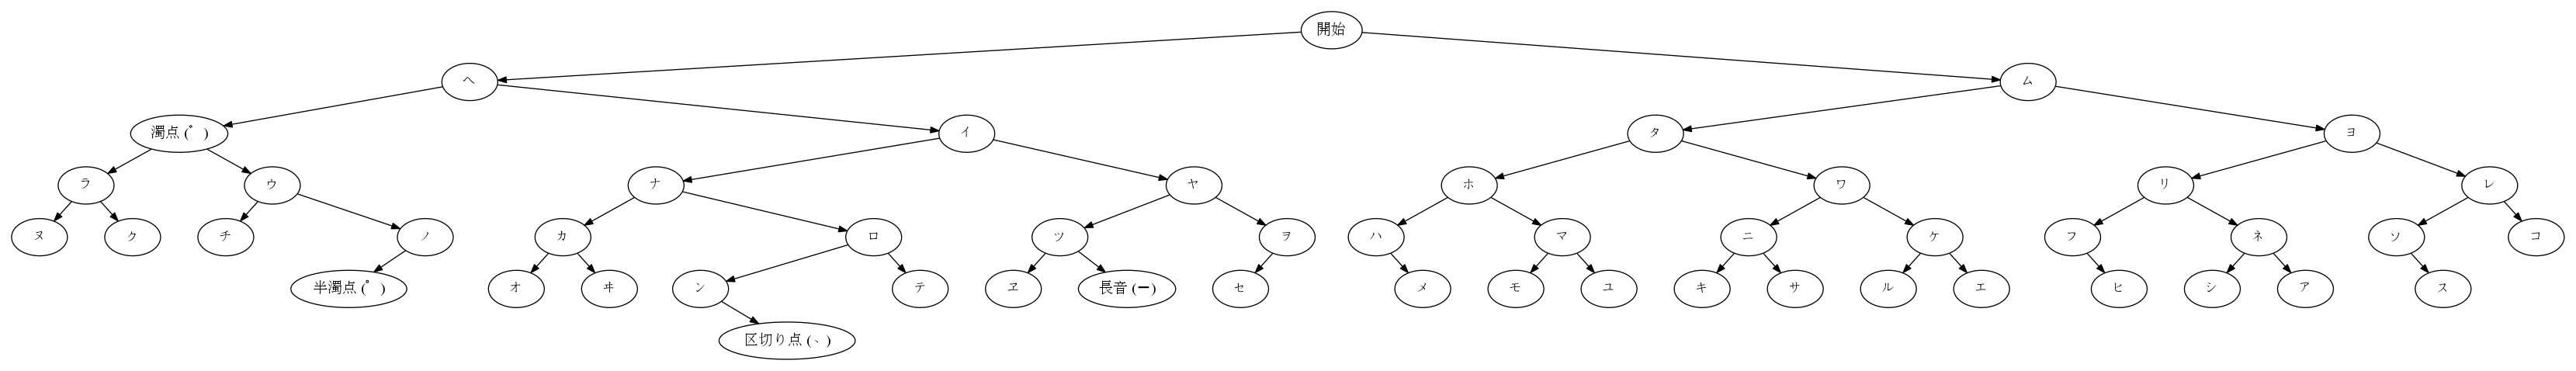 開始
ヘ ム
濁点 (゛) イ タ ヨ
ラ ウ ナ ヤ ホ ワ リ レ
ヌ ク チ ノ カ ロ ツ ヲ ハ マ ニ ケ フ ネ ソ コ
半濁点 (゜) オ ヰ ン テ ヱ 長音 (ー) セ メ モ ユ キ サ ル エ ヒ シ ア ス
区切り点 (、)